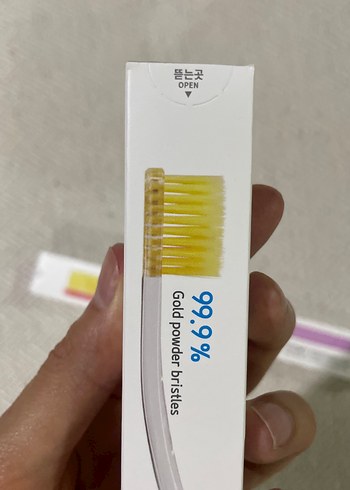 뜯는곳
OPEN
99.9%
Gold powder bristles